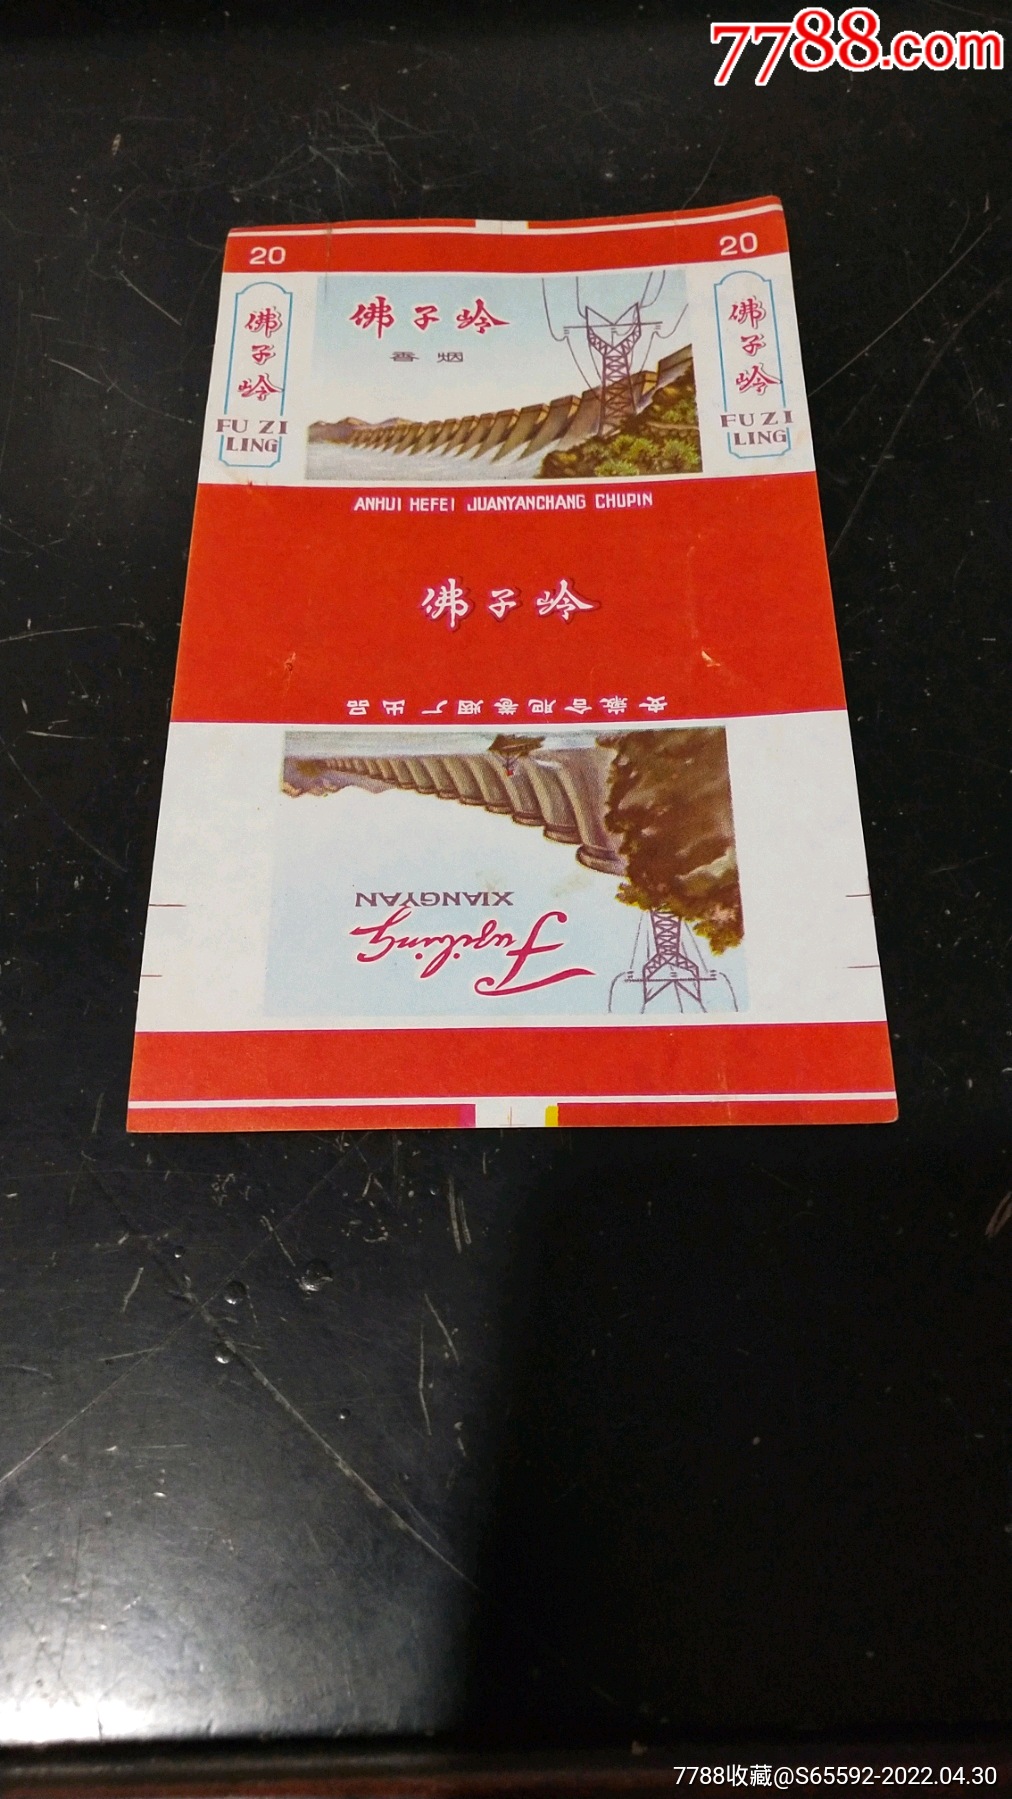 7788.com
20
20
佛子岭
FU ZI
LING
佛子岭
香烟
佛子岭
FU ZI
LING
ANHUI HEFEI JUANYANCHANG CHUPIN
佛子岭
安徽合肥卷烟厂出品
Fuziling
XIANGYAN
7788收藏@S65592-2022.04.30